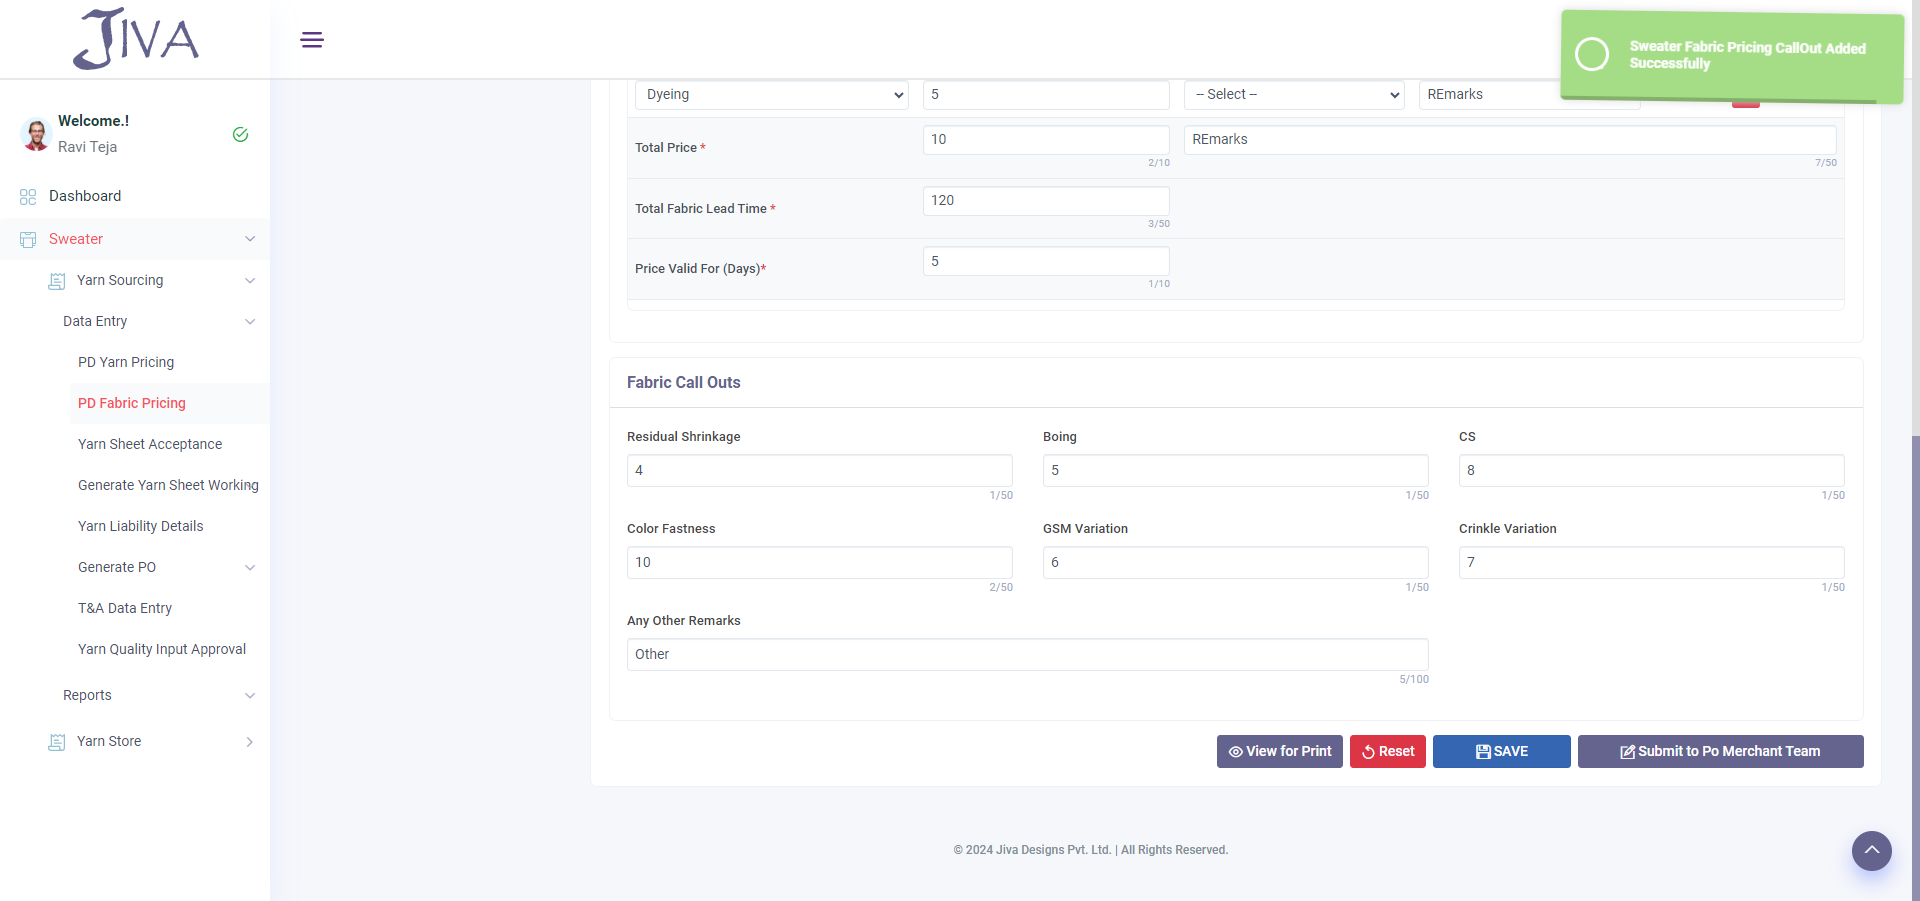 JIVA
Sweater Fabric Pricing CallOut Added
Successfully
Welcome.!
Ravi Teja
Dashboard
Sweater
Yarn Sourcing
Data Entry
PD Yarn Pricing
PD Fabric Pricing
Yarn Sheet Acceptance
Generate Yarn Sheet Working
Yarn Liability Details
Generate PO
T&A Data Entry
Yarn Quality Input Approval
Reports
Yarn Store
Dyeing 5 -- Select -- REmarks
Total Price * 10 REmarks
2/10 7/50
Total Fabric Lead Time * 120
3/50
Price Valid For (Days)* 5
1/10
Fabric Call Outs
Residual Shrinkage Boing CS
4 5 8
1/50 1/50 1/50
Color Fastness GSM Variation Crinkle Variation
10 6 7
2/50 1/50 1/50
Any Other Remarks
Other
5/100
View for Print Reset SAVE Submit to Po Merchant Team
© 2024 Jiva Designs Pvt. Ltd. | All Rights Reserved.